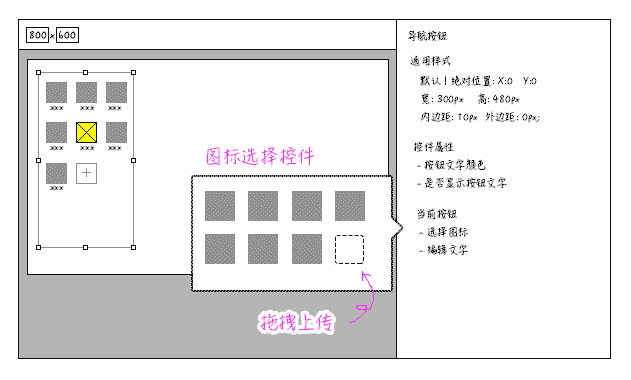 800 x 600
xxx xxx xxx
xxx xxx xxx
xxx
图标选择控件
拖拽上传
导航按钮
通用样式
默认！绝对位置: X:0 Y:0
宽: 300px 高: 480px
内边距: 10px 外边距: 0px;
控件属性
- 按钮文字颜色
- 是否显示按钮文字
当前按钮
- 选择图标
- 编辑文字